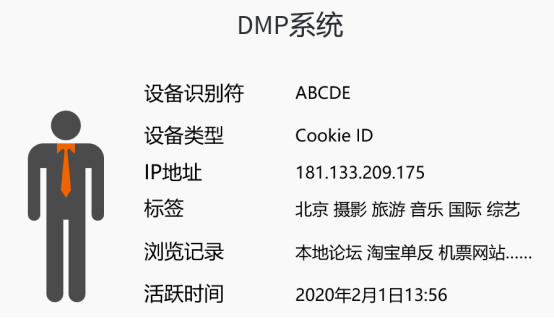 DMP系统
设备识别符 ABCDE
设备类型 Cookie ID
IP地址 181.133.209.175
标签 北京 摄影 旅游 音乐 国际 综艺
浏览记录 本地论坛 淘宝单反 机票网站......
活跃时间 2020年2月1日13:56